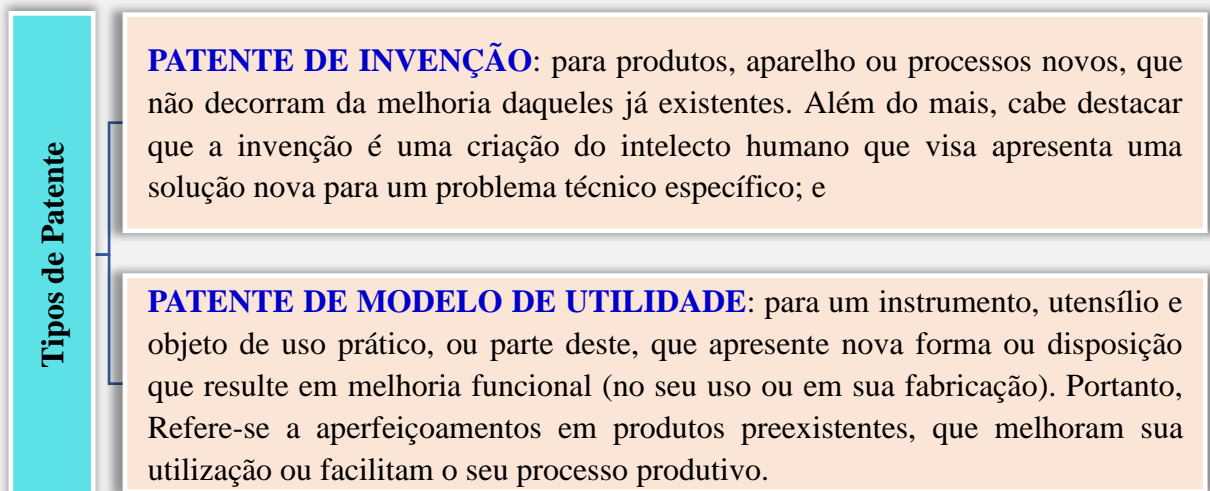 Tipos de Patente
PATENTE DE INVENÇÃO: para produtos, aparelho ou processos novos, que
não decorram da melhoria daqueles já existentes. Além do mais, cabe destacar
que a invenção é uma criação do intelecto humano que visa apresenta uma
solução nova para um problema técnico específico; e
PATENTE DE MODELO DE UTILIDADE: para um instrumento, utensílio e
objeto de uso prático, ou parte deste, que apresente nova forma ou disposição
que resulte em melhoria funcional (no seu uso ou em sua fabricação). Portanto,
Refere-se a aperfeiçoamentos em produtos preexistentes, que melhoram sua
utilização ou facilitam o seu processo produtivo.